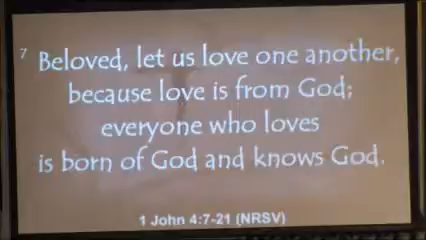 7 Beloved, let us love one another,
because love is from God;
everyone who loves
is born of God and knows God.
1 John 4:7-21 (NRSV)